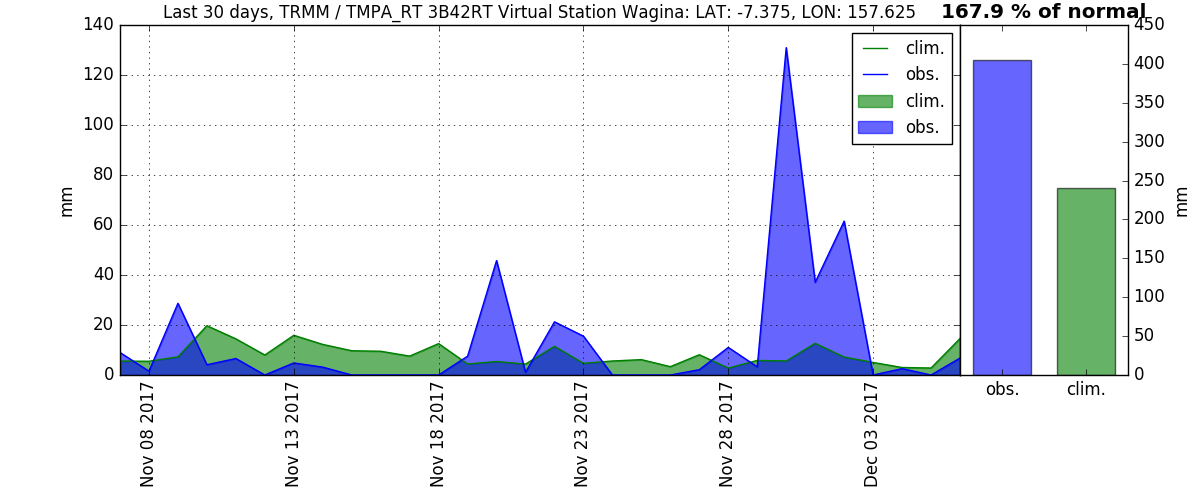 Last 30 days, TRMM / TMPA_RT 3B42RT Virtual Station Wagina: LAT: -7.375, LON: 157.625
167.9 % of normal
140
120
100
80
60
40
20
0
mm
clim.
obs.
clim.
obs.
450
400
350
300
250
200
150
100
50
0
mm
Nov 08 2017
Nov 13 2017
Nov 18 2017
Nov 23 2017
Nov 28 2017
Dec 03 2017
obs.
clim.